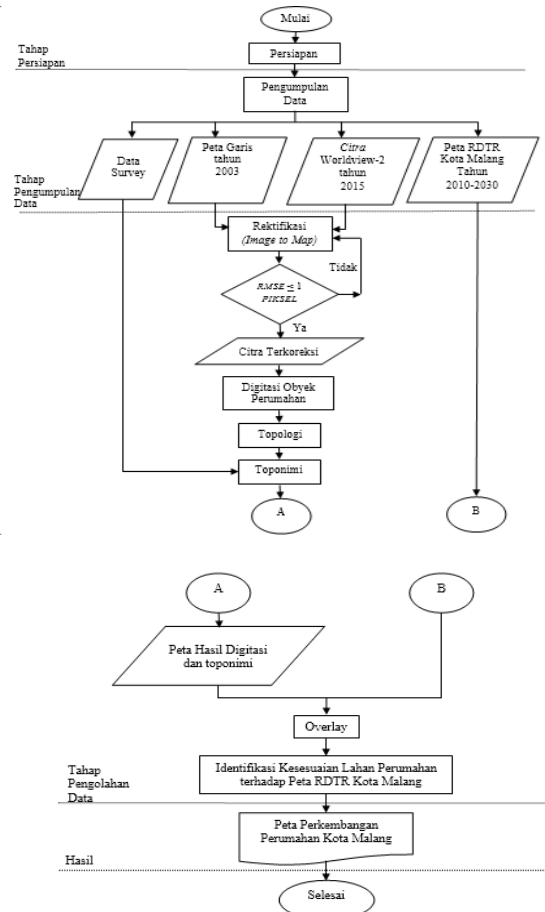 Mulai
Tahap
Persiapan
Persiapan
Pengumpulan
Data
Data
Survey
Peta Garis
tahun
2003
Citra
Worldview-2
tahun
2015
Peta RDTR
Kota Malang
Tahun
2010-2030
Tahap
Pengumpulan
Data
Rektifikasi
(Image to Map)
Tidak
RMSE ≤ 1
PIKSEL
Ya
Citra Terkoreksi
Digitasi Obyek
Perumahan
Topologi
Toponimi
A
B
A
B
Peta Hasil Digitasi
dan toponimi
Overlay
Tahap
Pengolahan
Data
Identifikasi Kesesuaian Lahan Perumahan
terhadap Peta RDTR Kota Malang
Peta Perkembangan
Perumahan Kota Malang
Hasil
Selesai